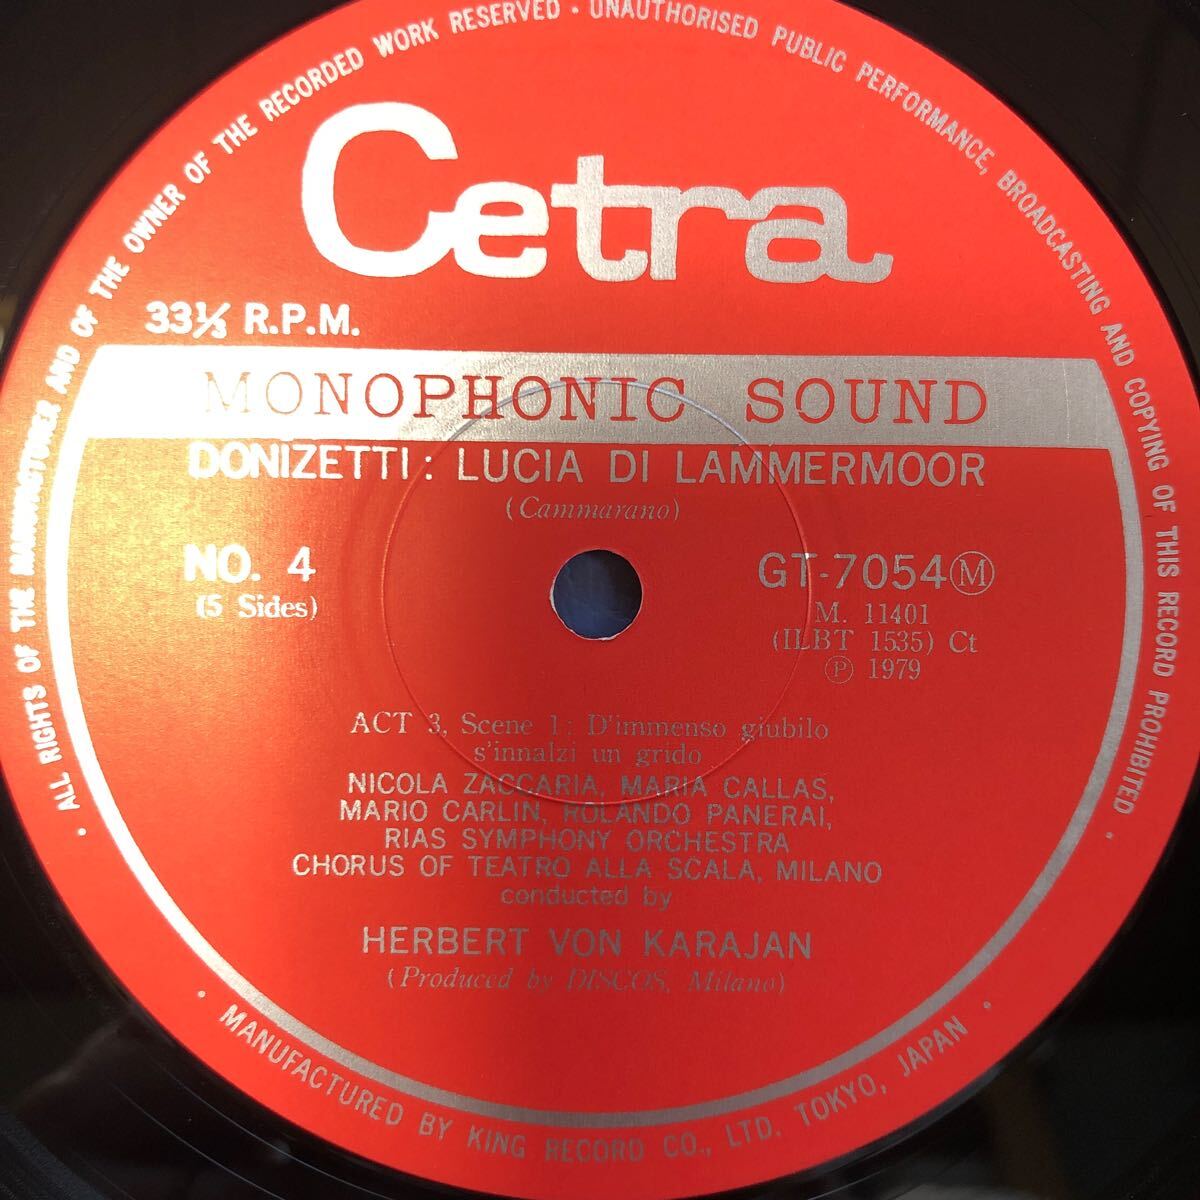 ALL RIGHTS OF THE MANUFACTURER AND OF THE OWNER OF THE RECORDED WORK RESERVED · UNAUTHORISED PUBLIC PERFORMANCE, BROADCASTING AND COPYING OF THIS RECORD PROHIBITED ·
Cetra
33⅓ R.P.M.
MONOPHONIC SOUND
DONIZETTI: LUCIA DI LAMMERMOOR
(Cammarano)
NO. 4
(5 Sides)
GT-7054 Ⓜ
M. 11401
(ILBT 1535) Ct
Ⓟ 1979
ACT 3, Scene 1: D'immenso giubilo
s'innalzi un grido
NICOLA ZACCARIA, MARIA CALLAS,
MARIO CARLIN, ROLANDO PANERAI,
RIAS SYMPHONY ORCHESTRA
CHORUS OF TEATRO ALLA SCALA, MILANO
conducted by
HERBERT VON KARAJAN
(Produced by DISCOS, Milano)
· MANUFACTURED BY KING RECORD CO., LTD. TOKYO, JAPAN ·